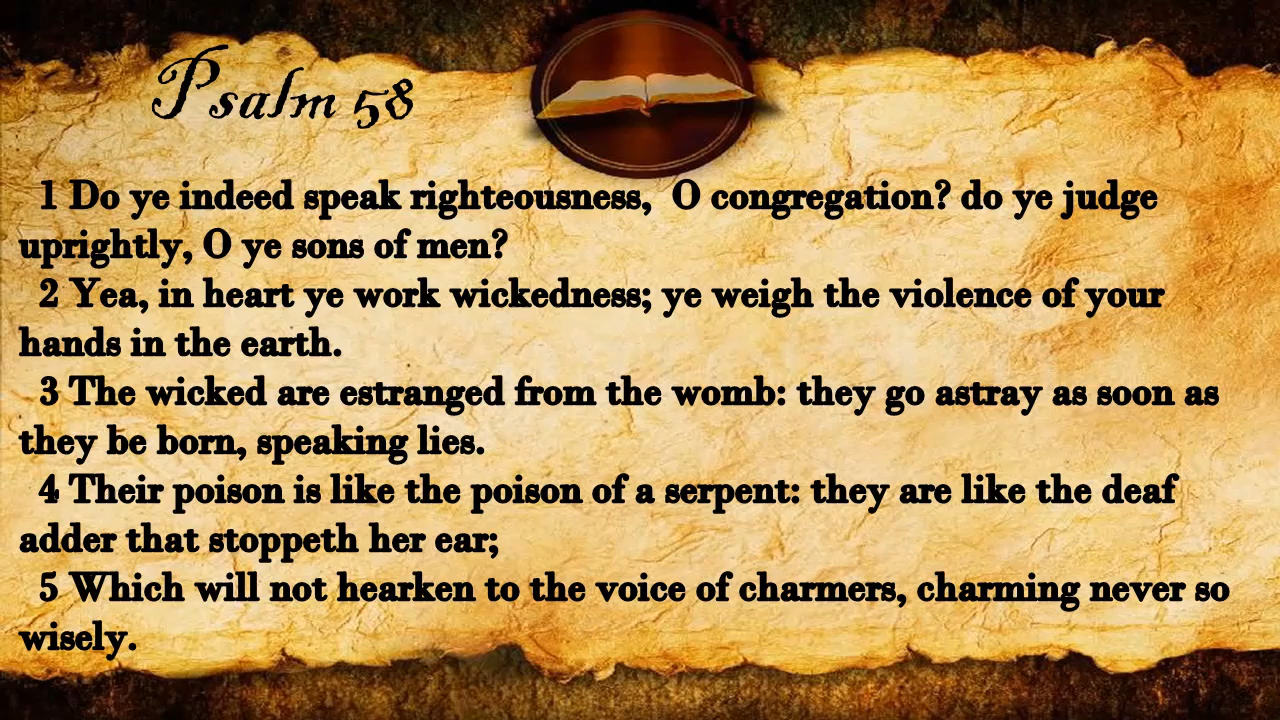 Psalm 58
1 Do ye indeed speak righteousness,  O congregation? do ye judge
uprightly, O ye sons of men?
2 Yea, in heart ye work wickedness; ye weigh the violence of your
hands in the earth.
3 The wicked are estranged from the womb: they go astray as soon as
they be born, speaking lies.
4 Their poison is like the poison of a serpent: they are like the deaf
adder that stoppeth her ear;
5 Which will not hearken to the voice of charmers, charming never so
wisely.